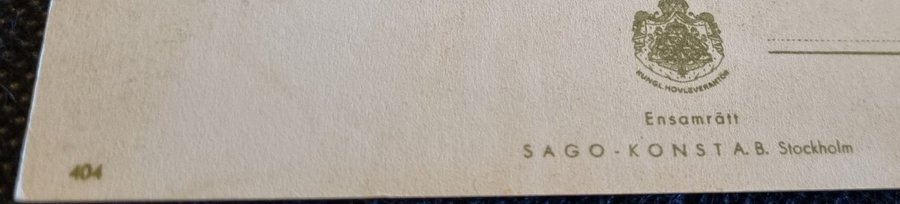 KUNGL. HOVLEVERANTÖR
Ensamrätt
SAGO-KONST A.B. Stockholm
404